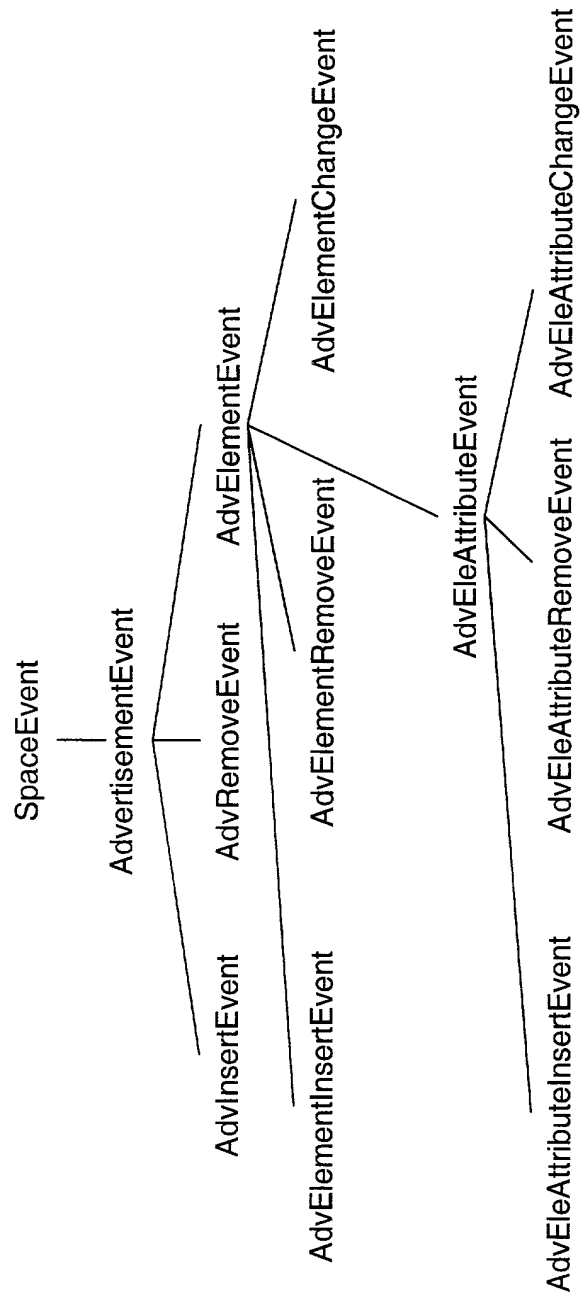 SpaceEvent
AdvertisementEvent
AdvInsertEvent
AdvRemoveEvent
AdvElementEvent
AdvElementInsertEvent
AdvElementRemoveEvent
AdvElementChangeEvent
AdvEleAttributeEvent
AdvEleAttributeInsertEvent
AdvEleAttributeRemoveEvent
AdvEleAttributeChangeEvent